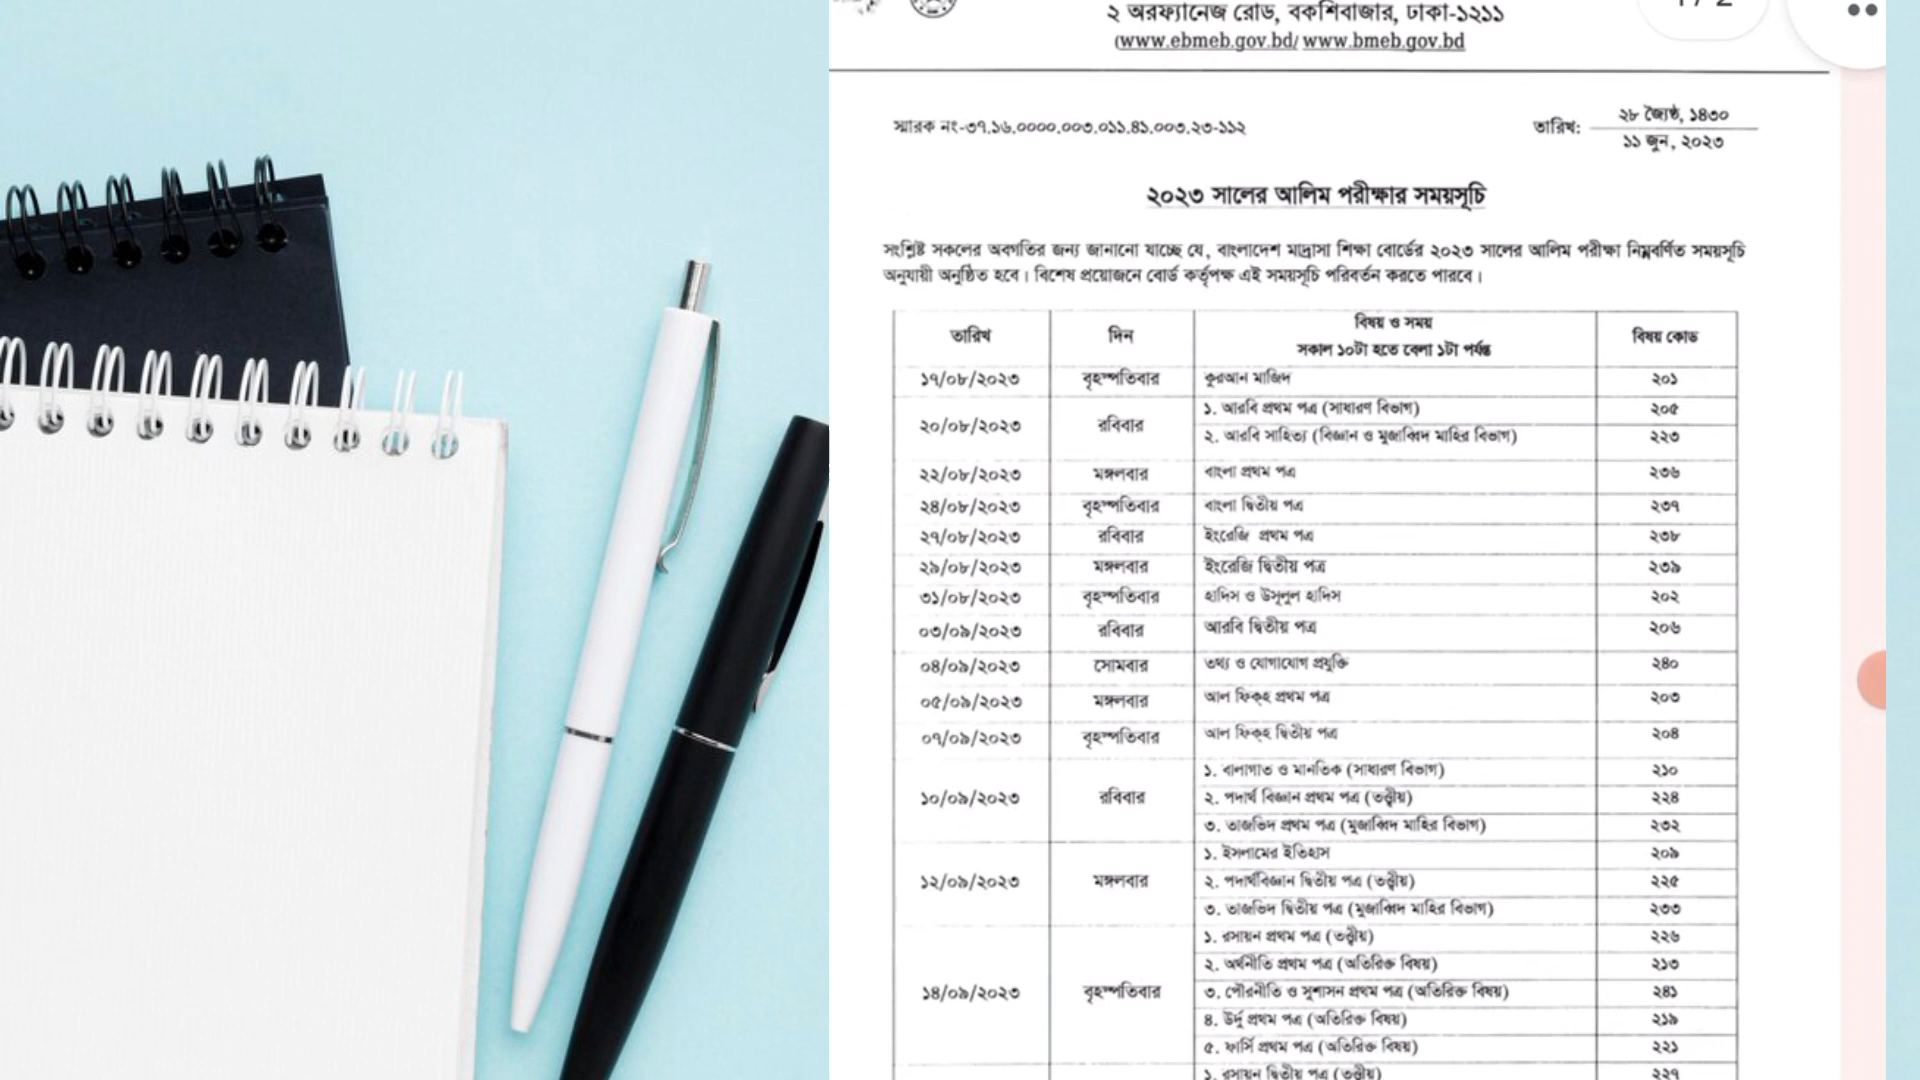 ২ অরফ্যানেজ রোড, বকশিবাজার, ঢাকা-১২১১
(www.ebmeb.gov.bd/ www.bmeb.gov.bd
স্মারক নং-৩৭.১৬.০০০০.০০৩.০১১.৪১.০০৩.২৩-১১২
তারিখ: ২৮ জ্যৈষ্ঠ, ১৪৩০
১১ জুন, ২০২৩
২০২৩ সালের আলিম পরীক্ষার সময়সূচি
সংশ্লিষ্ট সকলের অবগতির জন্য জানানো যাচ্ছে যে, বাংলাদেশ মাদ্রাসা শিক্ষা বোর্ডের ২০২৩ সালের আলিম পরীক্ষা নিম্নবর্ণিত সময়সূচি
অনুযায়ী অনুষ্ঠিত হবে। বিশেষ প্রয়োজনে বোর্ড কর্তৃপক্ষ এই সময়সূচি পরিবর্তন করতে পারবে।
তারিখ দিন বিষয় ও সময় বিষয় কোড
সকাল ১০টা হতে বেলা ১টা পর্যন্ত
১৭/০৮/২০২৩ বৃহস্পতিবার কুরআন মাজিদ ২০১
২০/০৮/২০২৩ রবিবার ১. আরবি প্রথম পত্র (সাধারণ বিভাগ) ২০৫
২. আরবি সাহিত্য (বিজ্ঞান ও মুজাব্বিদ মাহির বিভাগ) ২২৩
২২/০৮/২০২৩ মঙ্গলবার বাংলা প্রথম পত্র ২৩৬
২৪/০৮/২০২৩ বৃহস্পতিবার বাংলা দ্বিতীয় পত্র ২৩৭
২৭/০৮/২০২৩ রবিবার ইংরেজি প্রথম পত্র ২৩৮
২৯/০৮/২০২৩ মঙ্গলবার ইংরেজি দ্বিতীয় পত্র ২৩৯
৩১/০৮/২০২৩ বৃহস্পতিবার হাদিস ও উসূলুল হাদিস ২০২
০৩/০৯/২০২৩ রবিবার আরবি দ্বিতীয় পত্র ২০৬
০৪/০৯/২০২৩ সোমবার তথ্য ও যোগাযোগ প্রযুক্তি ২৪০
০৫/০৯/২০২৩ মঙ্গলবার আল ফিক্‌হ প্রথম পত্র ২০৩
০৭/০৯/২০২৩ বৃহস্পতিবার আল ফিক্‌হ দ্বিতীয় পত্র ২০৪
১০/০৯/২০২৩ রবিবার ১. বালাগাত ও মানতিক (সাধারণ বিভাগ) ২১০
২. পদার্থ বিজ্ঞান প্রথম পত্র (তত্ত্বীয়) ২২৪
৩. তাজভিদ প্রথম পত্র (মুজাব্বিদ মাহির বিভাগ) ২৩২
১২/০৯/২০২৩ মঙ্গলবার ১. ইসলামের ইতিহাস ২০৯
২. পদার্থবিজ্ঞান দ্বিতীয় পত্র (তত্ত্বীয়) ২২৫
৩. তাজভিদ দ্বিতীয় পত্র (মুজাব্বিদ মাহির বিভাগ) ২৩৩
১৪/০৯/২০২৩ বৃহস্পতিবার ১. রসায়ন প্রথম পত্র (তত্ত্বীয়) ২২৬
২. অর্থনীতি প্রথম পত্র (অতিরিক্ত বিষয়) ২১৩
৩. পৌরনীতি ও সুশাসন প্রথম পত্র (অতিরিক্ত বিষয়) ২৪১
৪. উর্দু প্রথম পত্র (অতিরিক্ত বিষয়) ২১৯
৫. ফার্সি প্রথম পত্র (অতিরিক্ত বিষয়) ২২১
১. রসায়ন দ্বিতীয় পত্র (তত্ত্বীয়) ২২৭